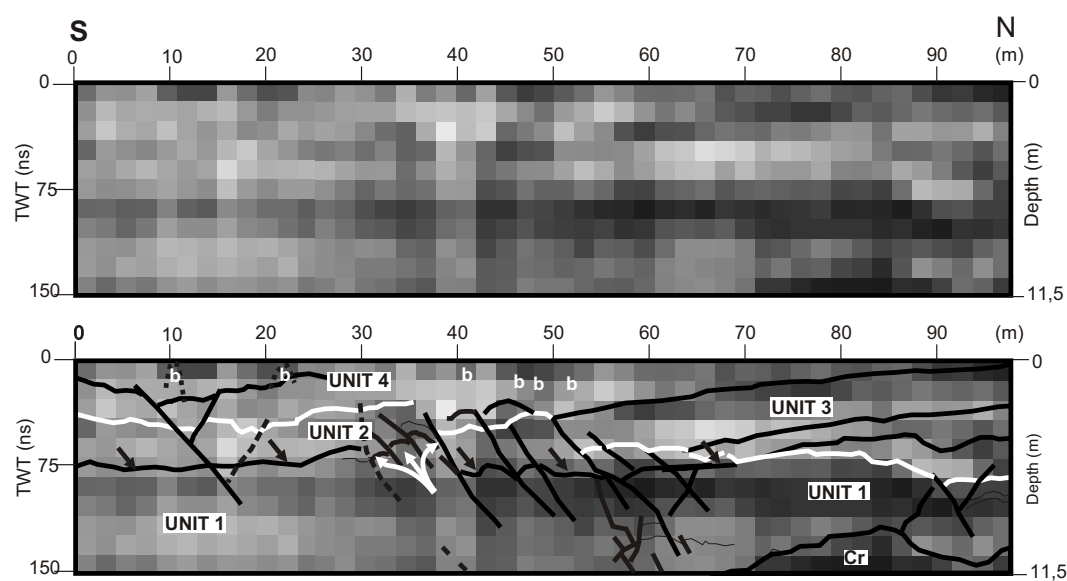 S N
0 10 20 30 40 50 60 70 80 90 (m)
0 0
TWT (ns)
75
Depth (m)
150 11,5
0 10 20 30 40 50 60 70 80 90 (m)
0 0
b b b b b b
UNIT 4
UNIT 3
UNIT 2
TWT (ns)
75
Depth (m)
UNIT 1
UNIT 1
Cr
150 11,5